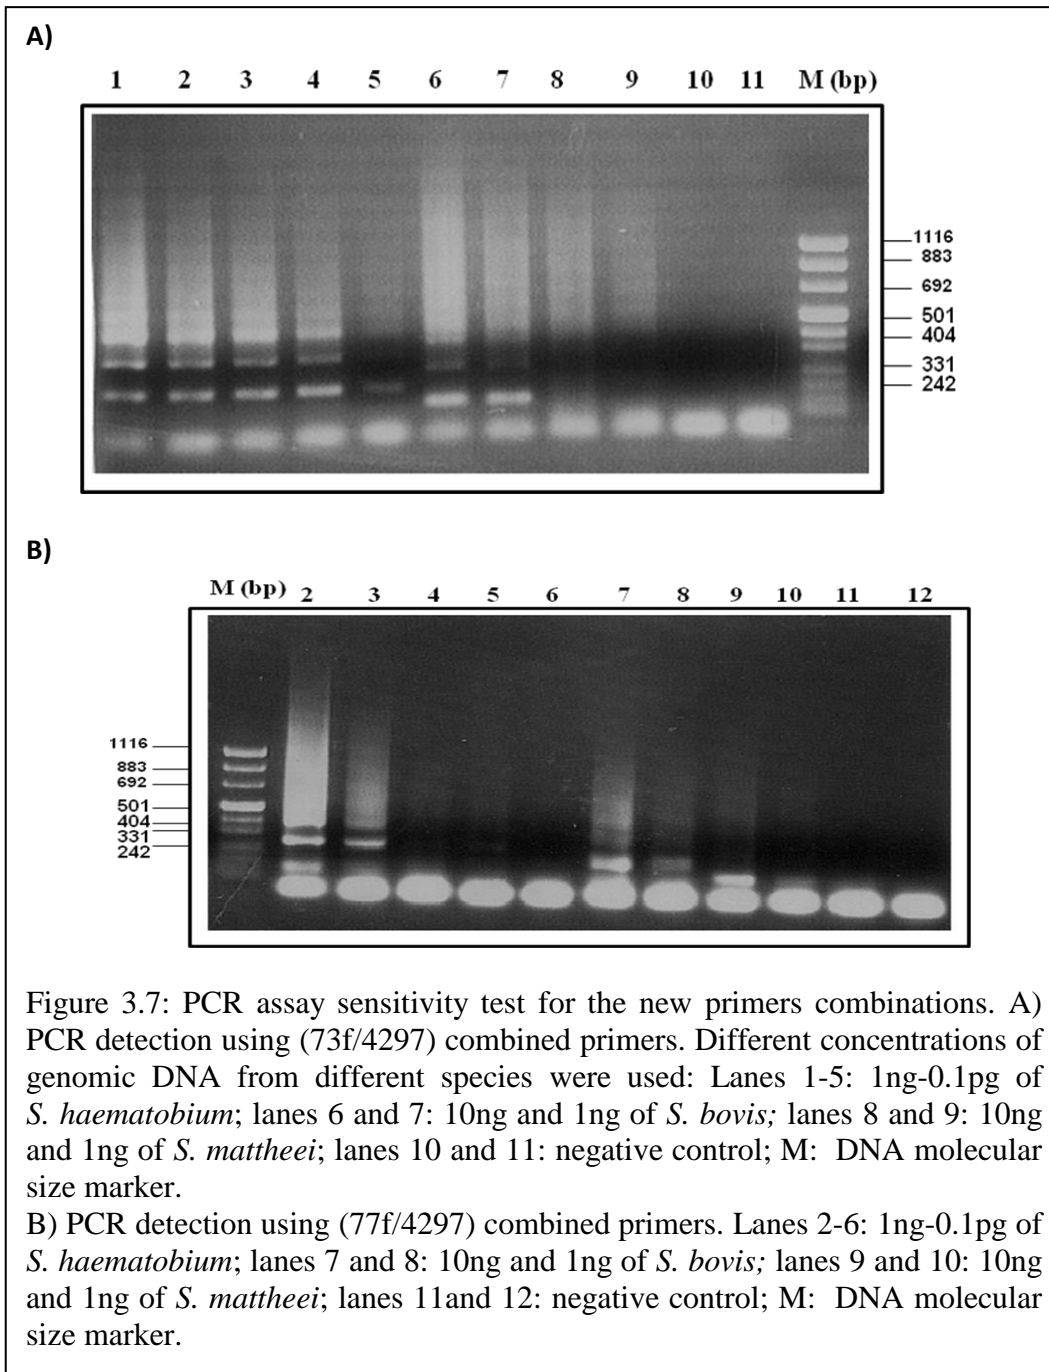 A)
1 2 3 4 5 6 7 8 9 10 11 M (bp)
1116
883
692
501
404
331
242
B)
M (bp) 2 3 4 5 6 7 8 9 10 11 12
1116
883
692
501
404
331
242
Figure 3.7: PCR assay sensitivity test for the new primers combinations. A)
PCR detection using (73f/4297) combined primers. Different concentrations of
genomic DNA from different species were used: Lanes 1-5: 1ng-0.1pg of
S. haematobium; lanes 6 and 7: 10ng and 1ng of S. bovis; lanes 8 and 9: 10ng
and 1ng of S. mattheei; lanes 10 and 11: negative control; M: DNA molecular
size marker.
B) PCR detection using (77f/4297) combined primers. Lanes 2-6: 1ng-0.1pg of
S. haematobium; lanes 7 and 8: 10ng and 1ng of S. bovis; lanes 9 and 10: 10ng
and 1ng of S. mattheei; lanes 11and 12: negative control; M: DNA molecular
size marker.